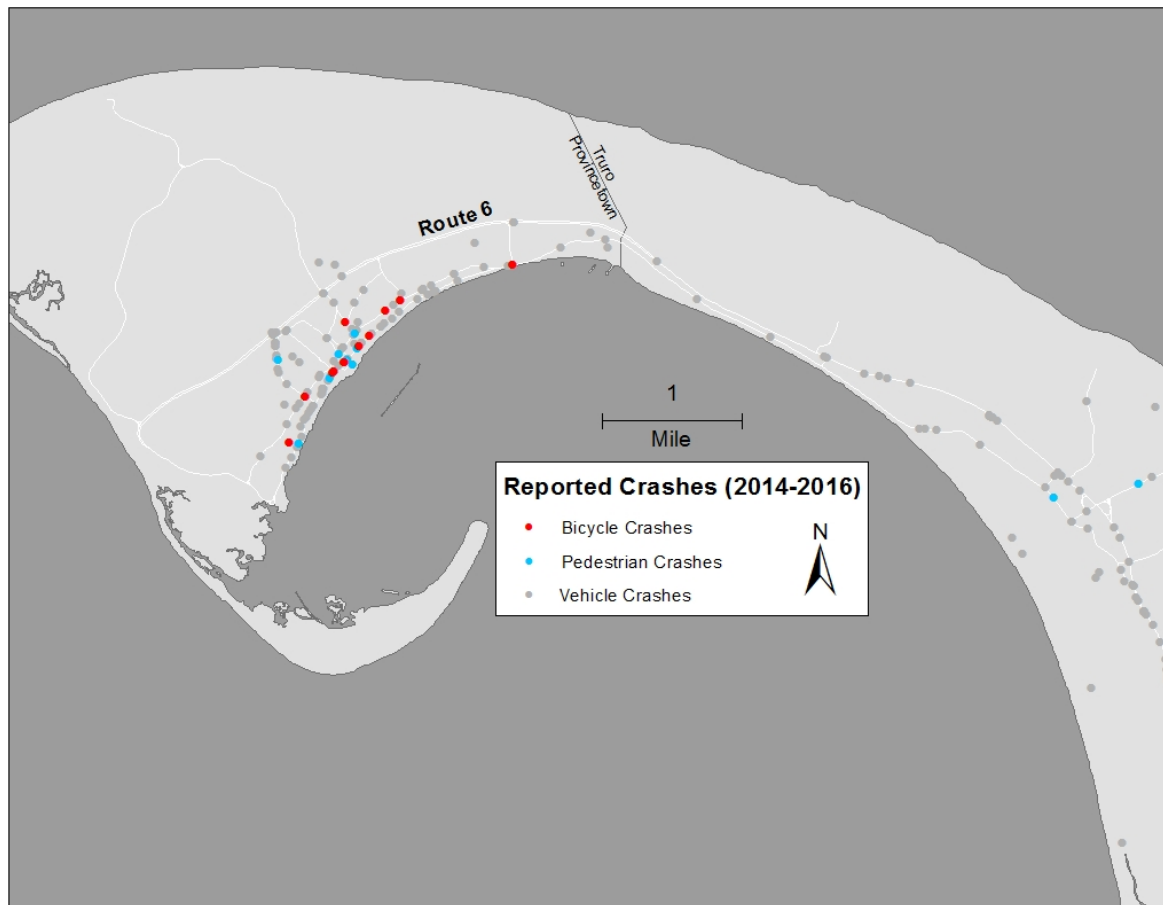 Truro
Provincetown
Route 6
1
Mile
Reported Crashes (2014-2016)
Bicycle Crashes
Pedestrian Crashes
Vehicle Crashes
N